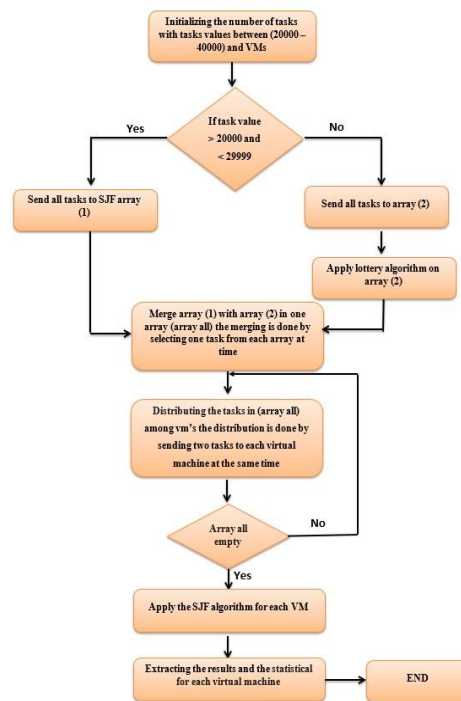 Initializing the number of tasks
with tasks values between (20000 –
40000) and VMs
If task value
> 20000 and
< 29999
Yes
No
Send all tasks to SJF array
(1)
Send all tasks to array (2)
Apply lottery algorithm on
array (2)
Merge array (1) with array (2) in one
array (array all) the merging is done by
selecting one task from each array at
time
Distributing the tasks in (array all)
among vm's the distribution is done by
sending two tasks to each virtual
machine at the same time
Array all
empty
No
Yes
Apply the SJF algorithm for each VM
Extracting the results and the statistical
for each virtual machine
END